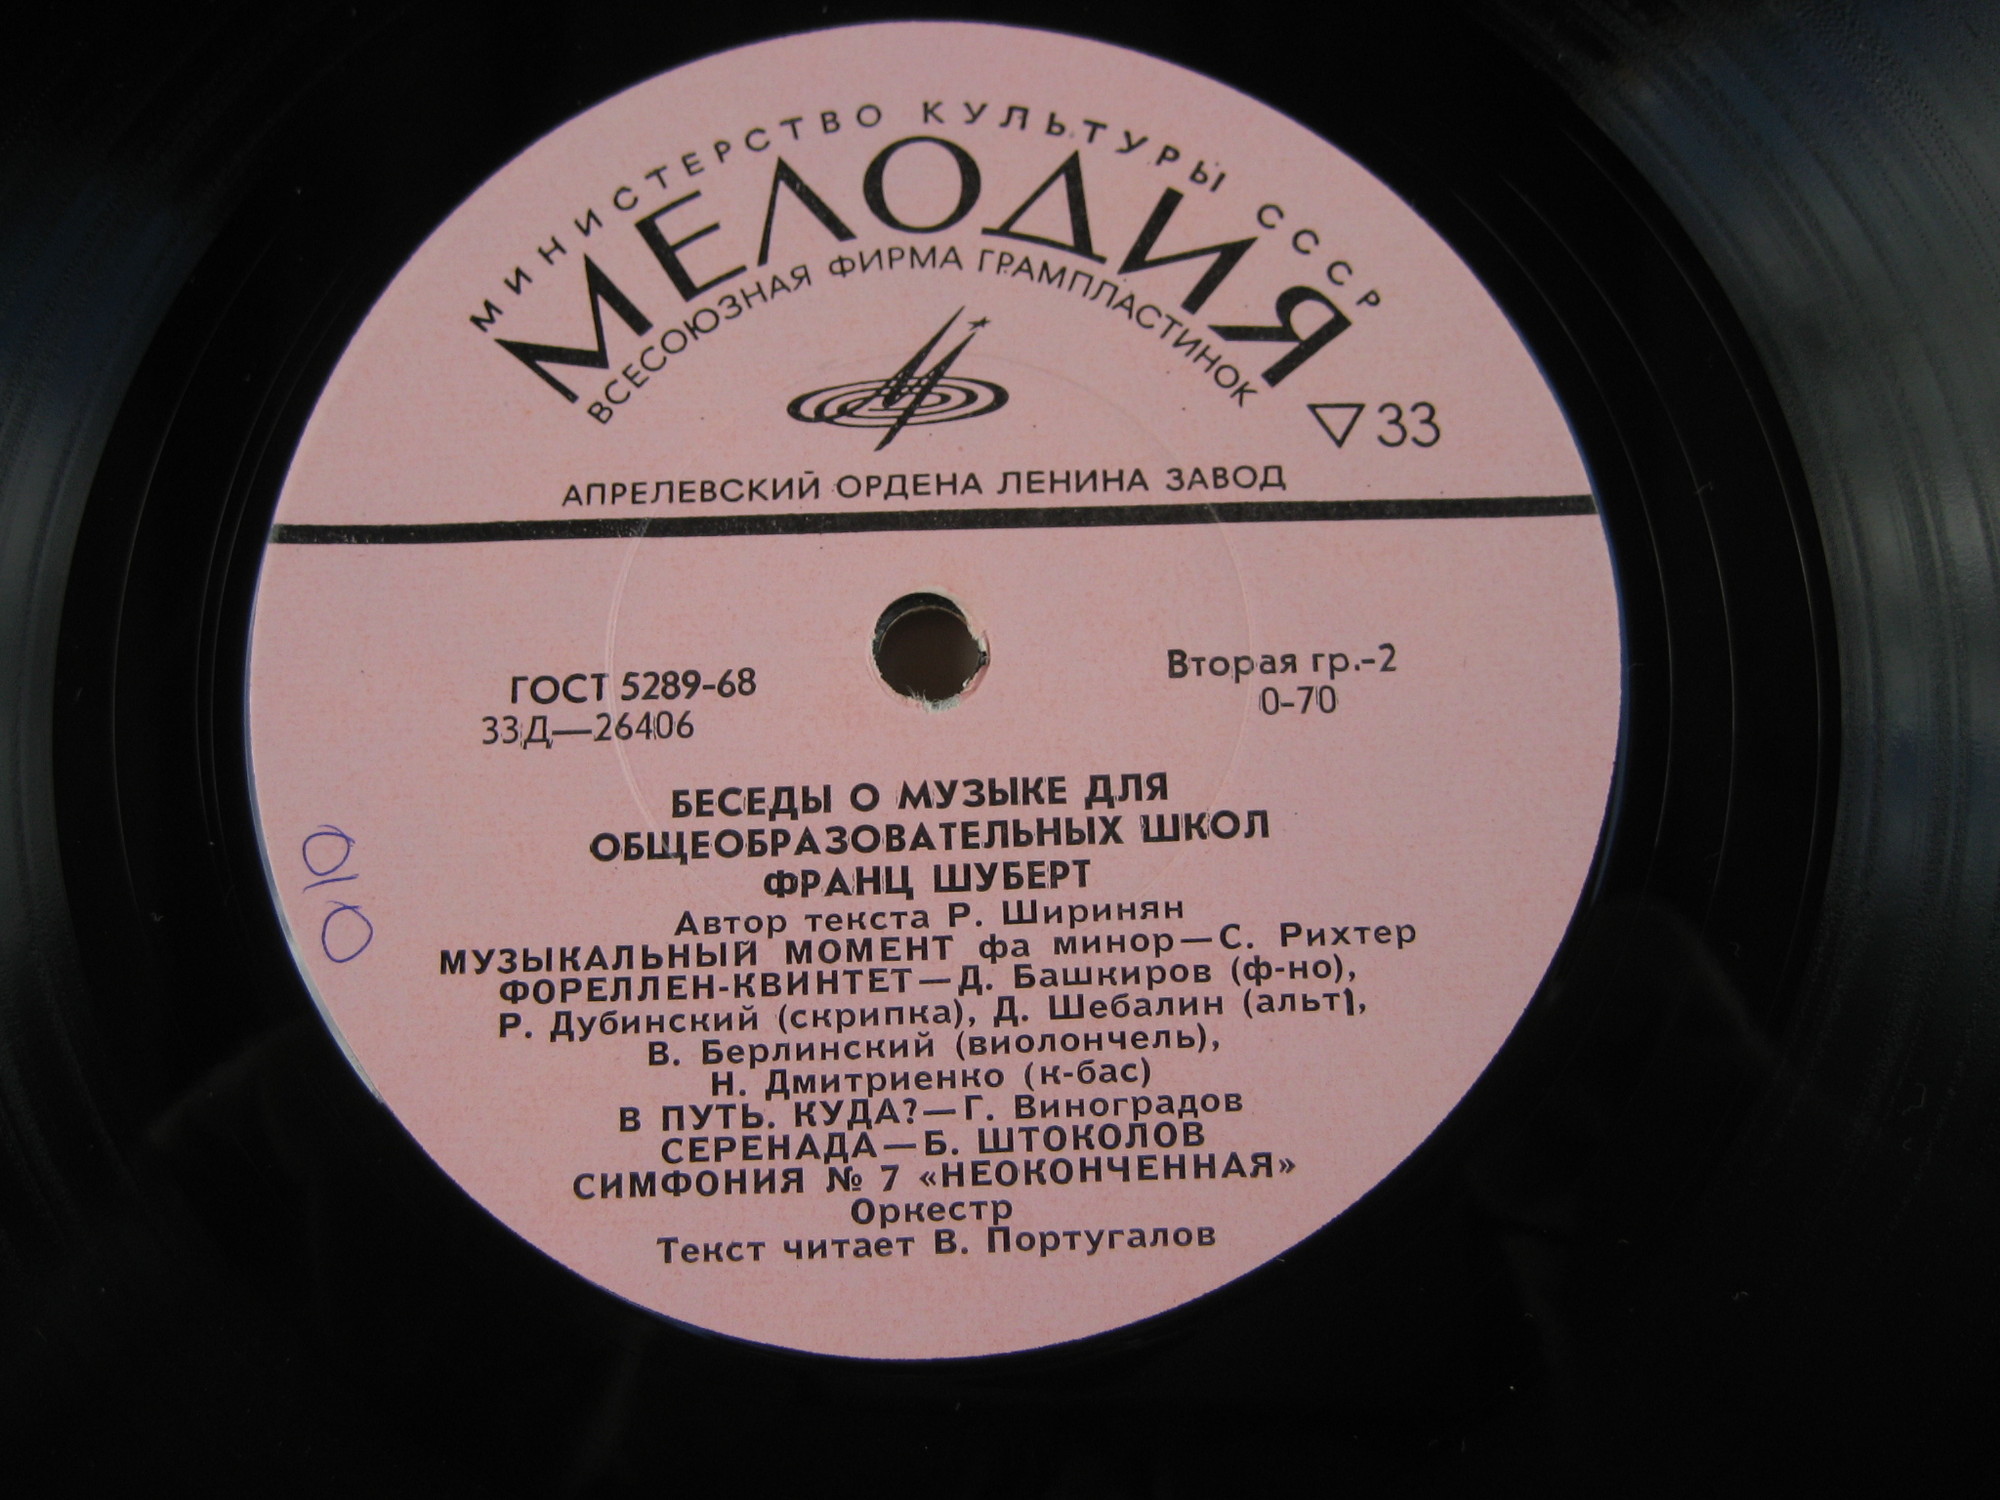 МИНИСТЕРСТВО КУЛЬТУРЫ СССР
МЕЛОДИЯ
ВСЕСОЮЗНАЯ ФИРМА ГРАМПЛАСТИНОК
33
АПРЕЛЕВСКИЙ ОРДЕНА ЛЕНИНА ЗАВОД
ГОСТ 5289-68
33Д—26406
Вторая гр.-2
0-70
БЕСЕДЫ О МУЗЫКЕ ДЛЯ
ОБЩЕОБРАЗОВАТЕЛЬНЫХ ШКОЛ
ФРАНЦ ШУБЕРТ
Автор текста Р. Ширинян
МУЗЫКАЛЬНЫЙ МОМЕНТ фа минор—С. Рихтер
ФОРЕЛЛЕН-КВИНТЕТ—Д. Башкиров (ф-но),
Р. Дубинский (скрипка), Д. Шебалин (альт),
В. Берлинский (виолончель),
Н. Дмитриенко (к-бас)
В ПУТЬ. КУДА?—Г. Виноградов
СЕРЕНАДА—Б. ШТОКОЛОВ
СИМФОНИЯ № 7 «НЕОКОНЧЕННАЯ»
Оркестр
Текст читает В. Португалов